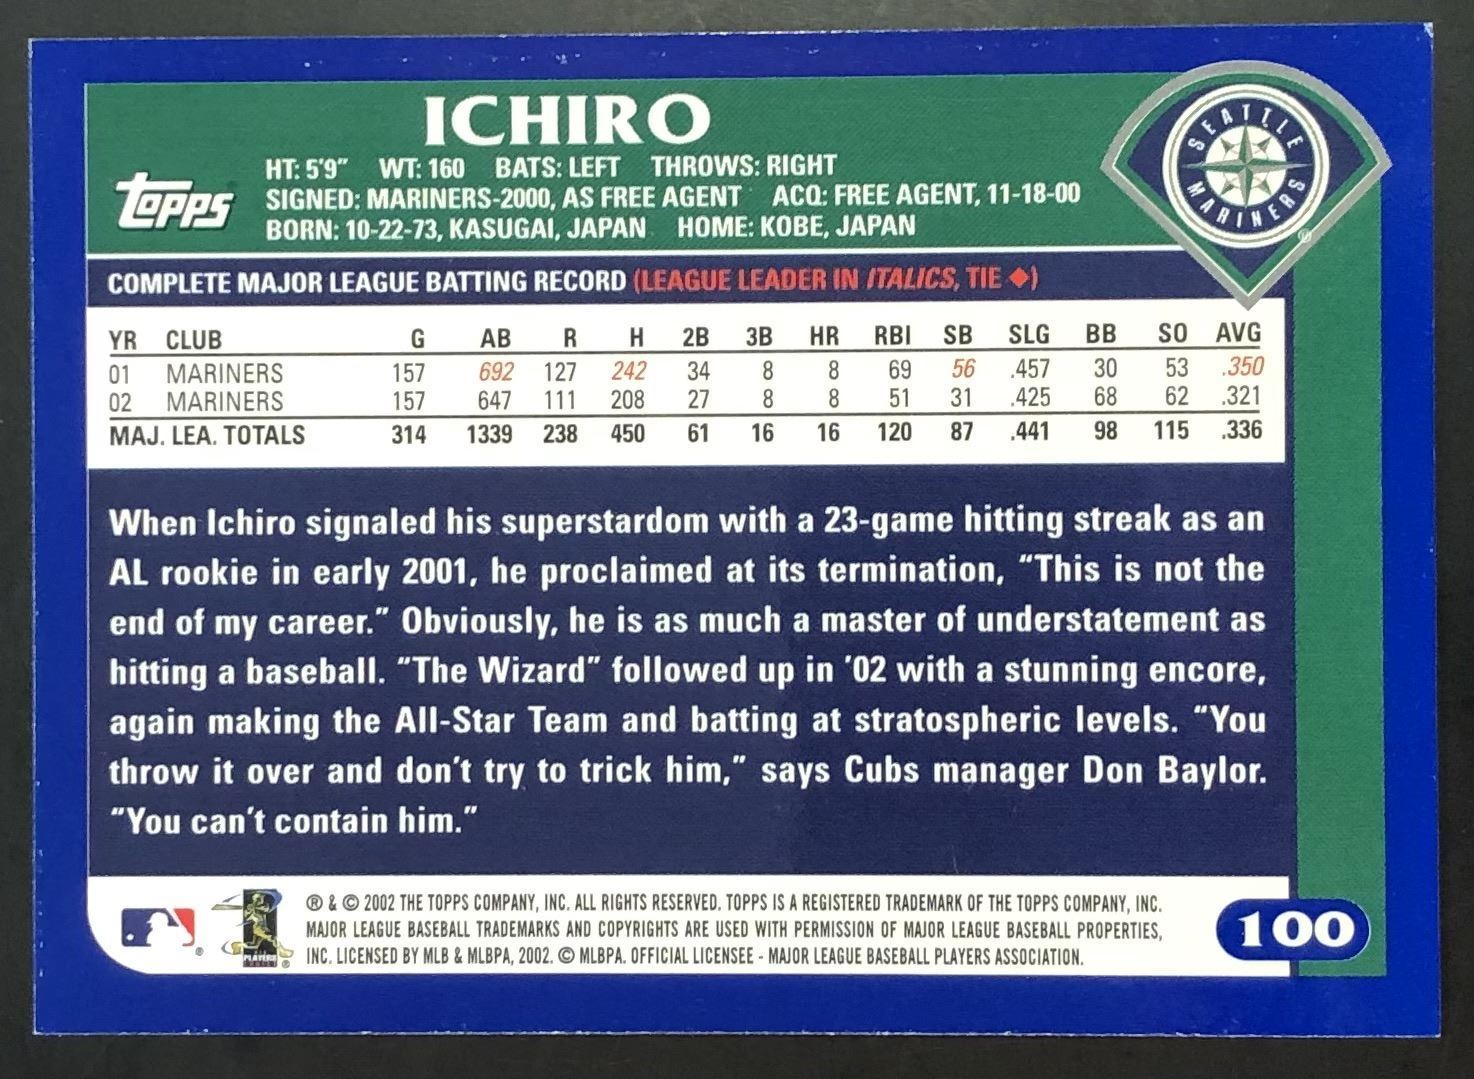 ICHIRO
Topps
HT: 5'9" WT: 160 BATS: LEFT THROWS: RIGHT
SIGNED: MARINERS-2000, AS FREE AGENT ACQ: FREE AGENT, 11-18-00
BORN: 10-22-73, KASUGAI, JAPAN HOME: KOBE, JAPAN
SEATTLE
MARINERS
®
COMPLETE MAJOR LEAGUE BATTING RECORD (LEAGUE LEADER IN ITALICS, TIE ◆)
YR CLUB G AB R H 2B 3B HR RBI SB SLG BB SO AVG
01 MARINERS 157 692 127 242 34 8 8 69 56 .457 30 53 .350
02 MARINERS 157 647 111 208 27 8 8 51 31 .425 68 62 .321
MAJ. LEA. TOTALS 314 1339 238 450 61 16 16 120 87 .441 98 115 .336
When Ichiro signaled his superstardom with a 23-game hitting streak as an
AL rookie in early 2001, he proclaimed at its termination, "This is not the
end of my career." Obviously, he is as much a master of understatement as
hitting a baseball. "The Wizard" followed up in '02 with a stunning encore,
again making the All-Star Team and batting at stratospheric levels. "You
throw it over and don't try to trick him," says Cubs manager Don Baylor.
"You can't contain him."
® & © 2002 THE TOPPS COMPANY, INC. ALL RIGHTS RESERVED. TOPPS IS A REGISTERED TRADEMARK OF THE TOPPS COMPANY, INC.
MAJOR LEAGUE BASEBALL TRADEMARKS AND COPYRIGHTS ARE USED WITH PERMISSION OF MAJOR LEAGUE BASEBALL PROPERTIES,
INC. LICENSED BY MLB & MLBPA, 2002. © MLBPA. OFFICIAL LICENSEE - MAJOR LEAGUE BASEBALL PLAYERS ASSOCIATION.
®
PLAYERS
®
100